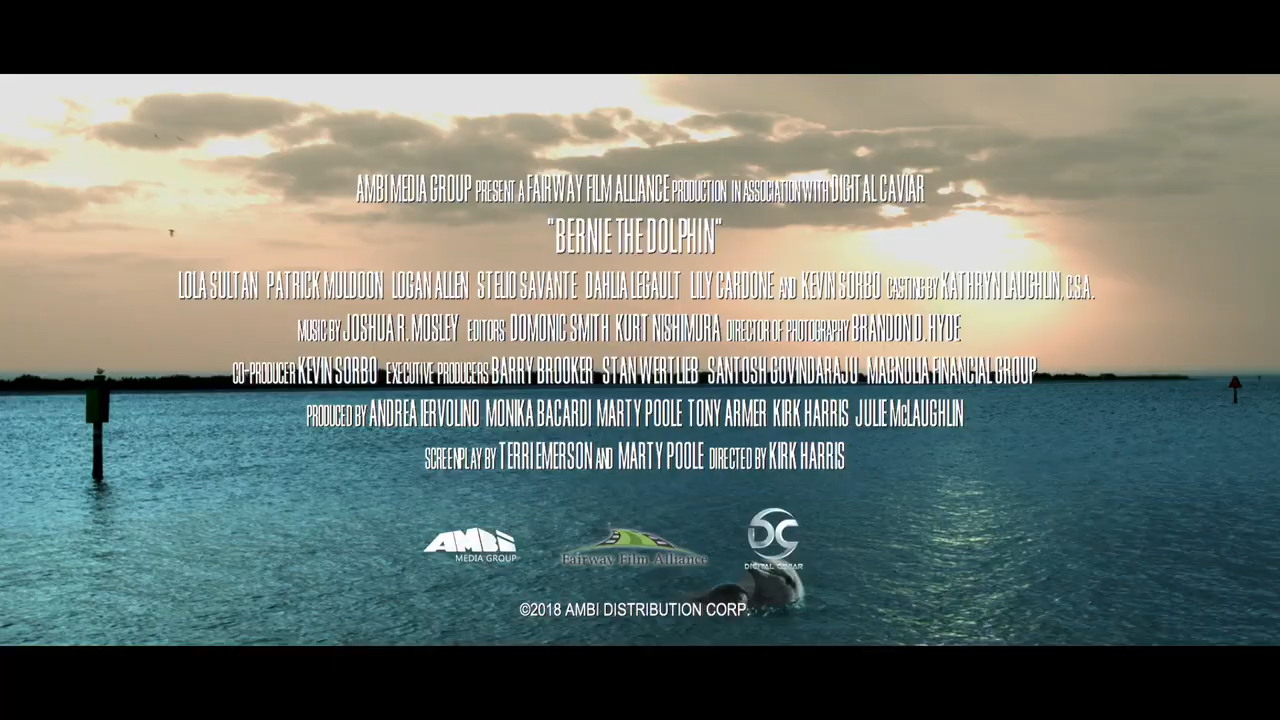 AMBI MEDIA GROUP PRESENT A FAIRWAY FILM ALLIANCE PRODUCTION IN ASSOCIATION WITH DIGITAL CAVIAR
"BERNIE THE DOLPHIN"
LOLA SULTAN PATRICK MULDOON LOGAN ALLEN STELIO SAVANTE DAHLIA LEGAULT LILY CARDONE AND KEVIN SORBO CASTING BY KATHRYN LAUGHLIN, C.S.A.
MUSIC BY JOSHUA R. MOSLEY EDITORS DOMONIC SMITH KURT NISHIMURA DIRECTOR OF PHOTOGRAPHY BRANDON D. HYDE
CO-PRODUCER KEVIN SORBO EXECUTIVE PRODUCERS BARRY BROOKER STAN WERTLIEB SANTOSH GOVINDARAJU MAGNOLIA FINANCIAL GROUP
PRODUCED BY ANDREA IERVOLINO MONIKA BACARDI MARTY POOLE TONY ARMER KIRK HARRIS JULIE McLAUGHLIN
SCREENPLAY BY TERRI EMERSON AND MARTY POOLE DIRECTED BY KIRK HARRIS
AMBI MEDIA GROUP
Fairway Film Alliance
DC DIGITAL CAVIAR
©2018 AMBI DISTRIBUTION CORP.